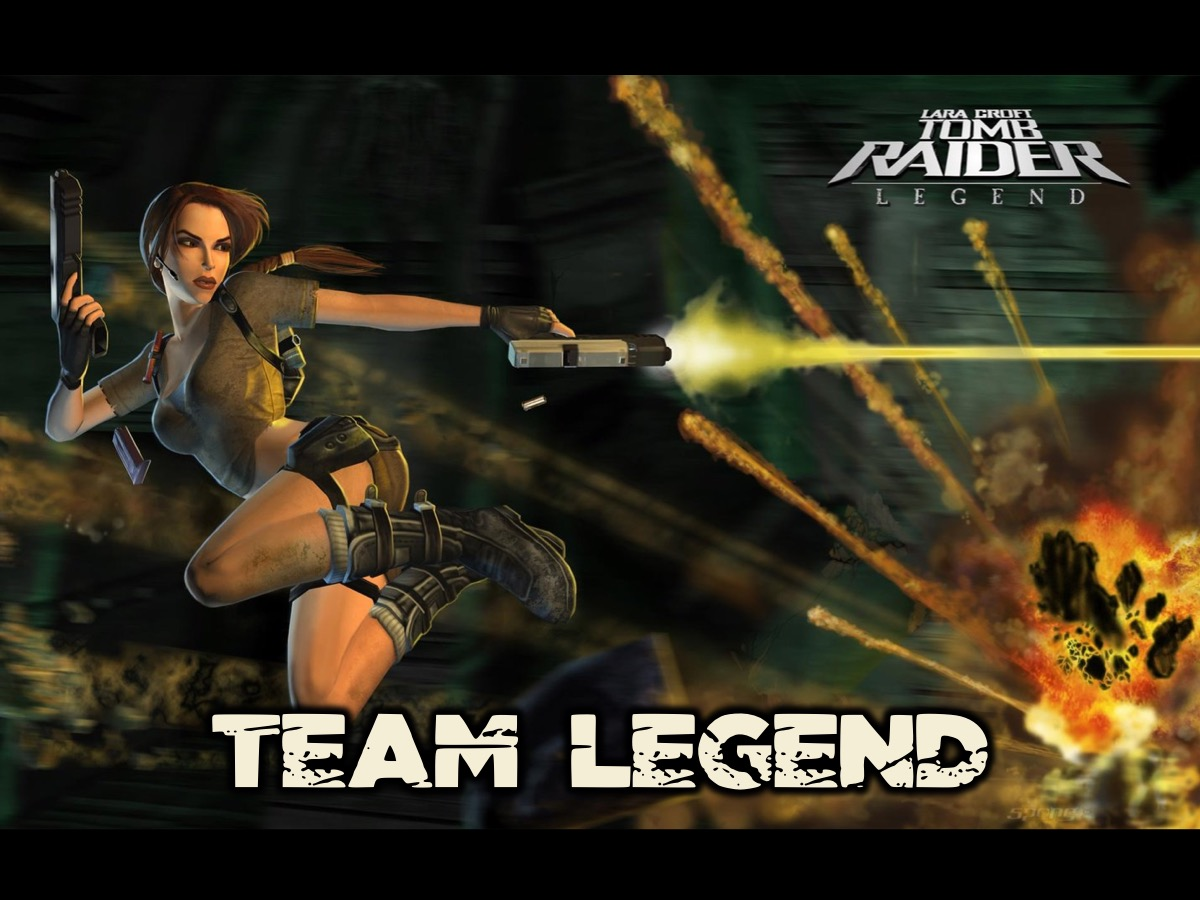 LARA CROFT
TOMB
RAIDER
LEGEND
TEAM LEGEND